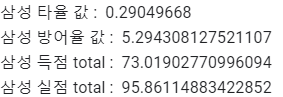 삼성 타율 값 :  0.29049668
삼성 방어율 값 :  5.294308127521107
삼성 득점 total :  73.01902770996094
삼성 실점 total :  95.86114883422852